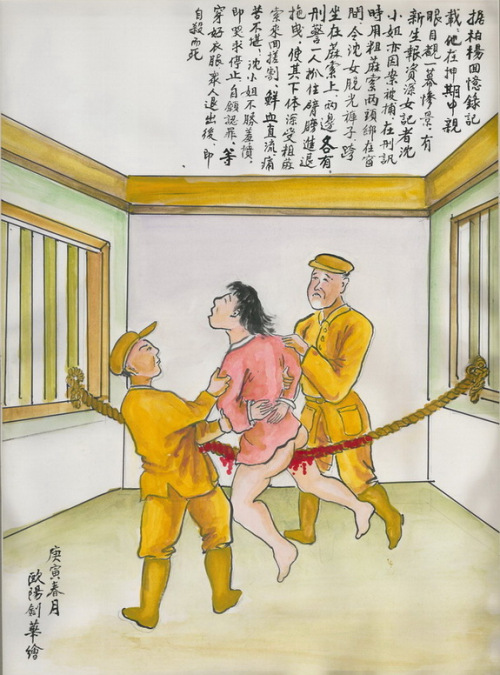 據柏楊回憶錄記
載,他在押期中親
眼目覩一幕慘景,有
新生報資深女記者沈
小姐亦因案被捕在刑訊
時用粗蔴索兩頭綁在窗
間,令沈女脱光褲子,跨
坐在蔴索上,兩邊各有
刑警一人抓住臂膀進退
拖曳,使其下体深受粗蔴
索來回搓割,鮮血直流痛
苦不堪,沈小姐不勝羞憤,
即哭求停止,自願認罪,等
穿好衣服眾人退出後,即
自殺而死
庚寅春月
歐陽劍華繪